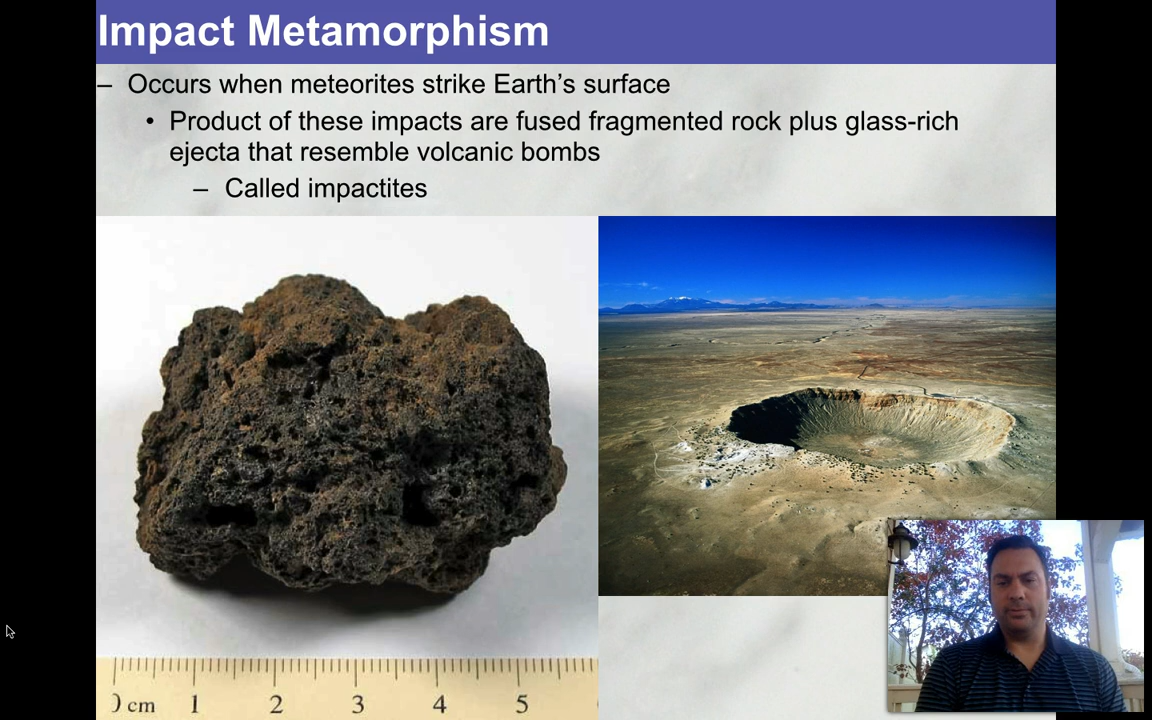 Impact Metamorphism
– Occurs when meteorites strike Earth’s surface
• Product of these impacts are fused fragmented rock plus glass-rich
ejecta that resemble volcanic bombs
– Called impactites
0 cm 1 2 3 4 5